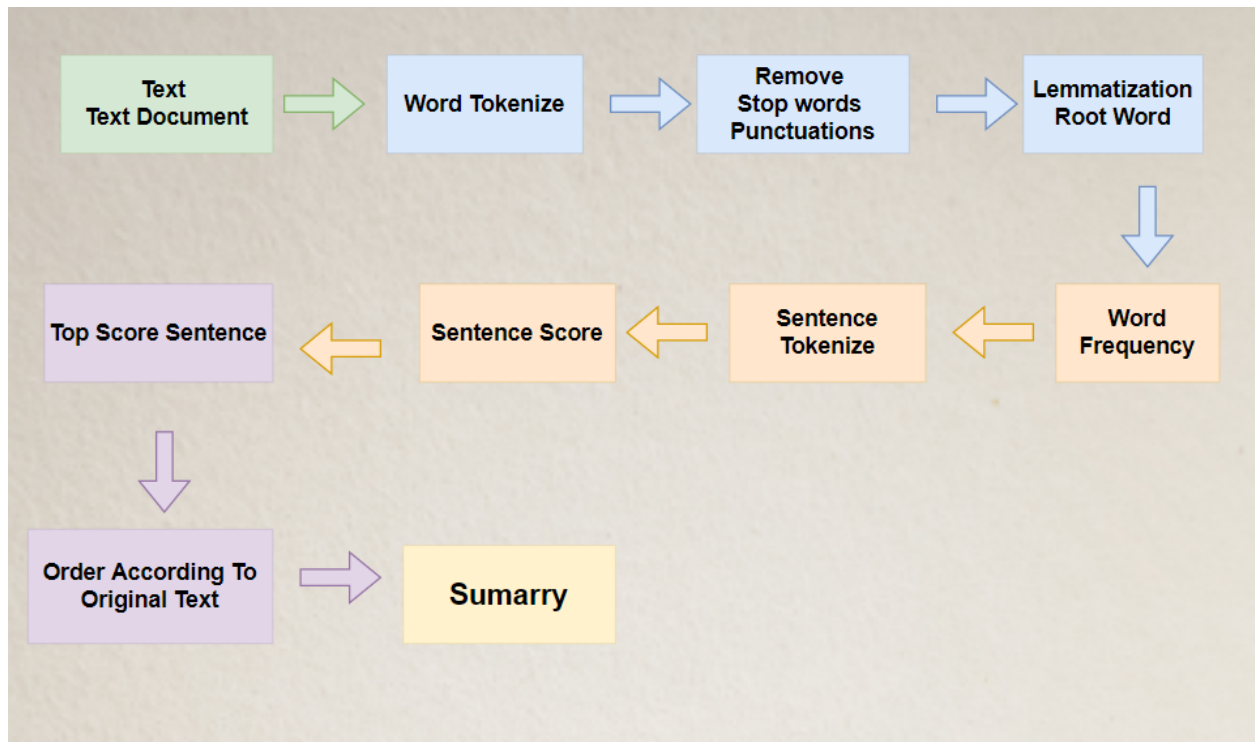 Text
Text Document
Word Tokenize
Remove
Stop words
Punctuations
Lemmatization
Root Word
Word
Frequency
Sentence
Tokenize
Sentence Score
Top Score Sentence
Order According To
Original Text
Sumarry